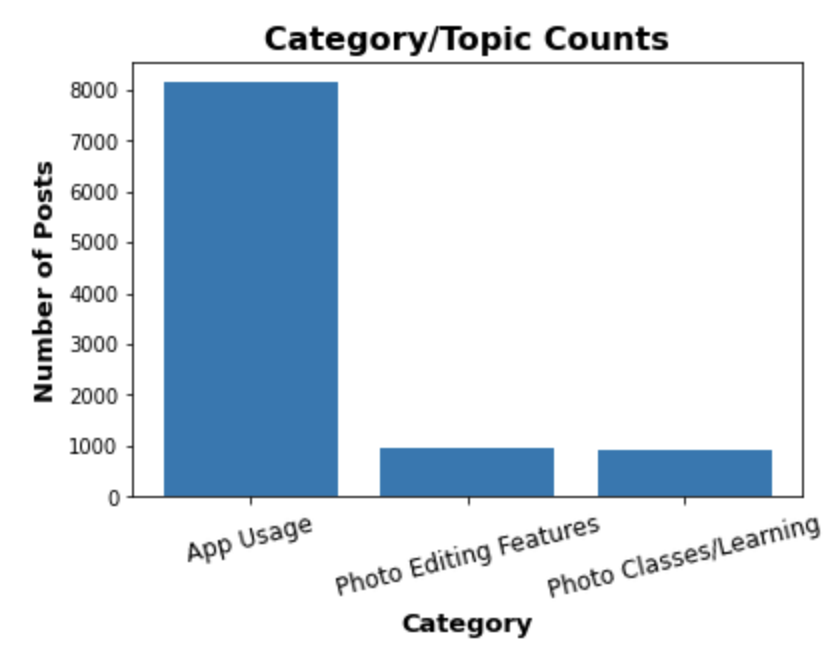 Category/Topic Counts
Number of Posts
8000
7000
6000
5000
4000
3000
2000
1000
0
App Usage
Photo Editing Features
Photo Classes/Learning
Category